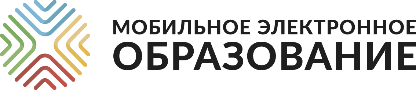 МОБИЛЬНОЕ ЭЛЕКТРОННОЕ
ОБРАЗОВАНИЕ